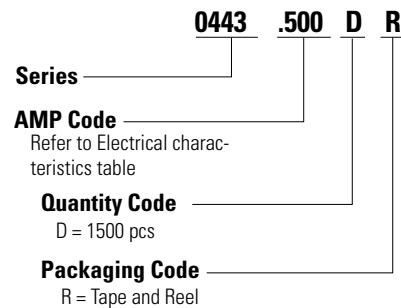 0443 .500 D R
Series
AMP Code
Refer to Electrical charac-
teristics table
Quantity Code
D = 1500 pcs
Packaging Code
R = Tape and Reel